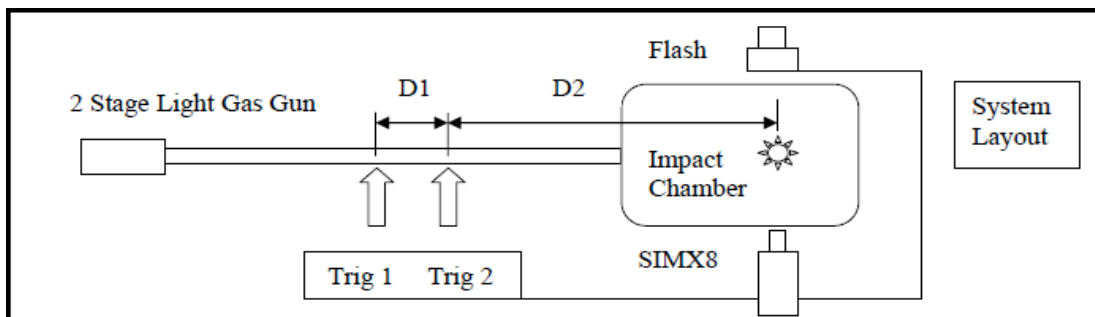 Flash
D1
D2
2 Stage Light Gas Gun
System
Layout
Impact
Chamber
SIMX8
Trig 1
Trig 2